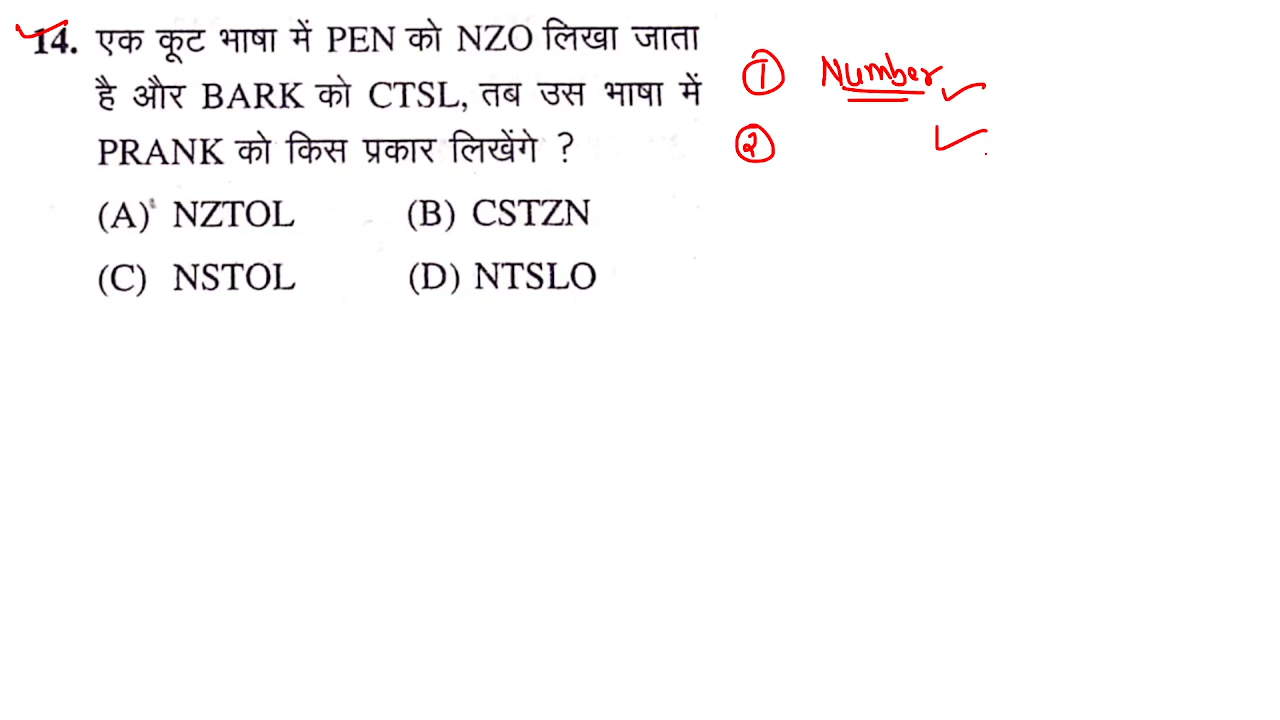 14. एक कूट भाषा में PEN को NZO लिखा जाता
है और BARK को CTSL, तब उस भाषा में
PRANK को किस प्रकार लिखेंगे ?
(A) NZTOL (B) CSTZN
(C) NSTOL (D) NTSLO
① Number
②